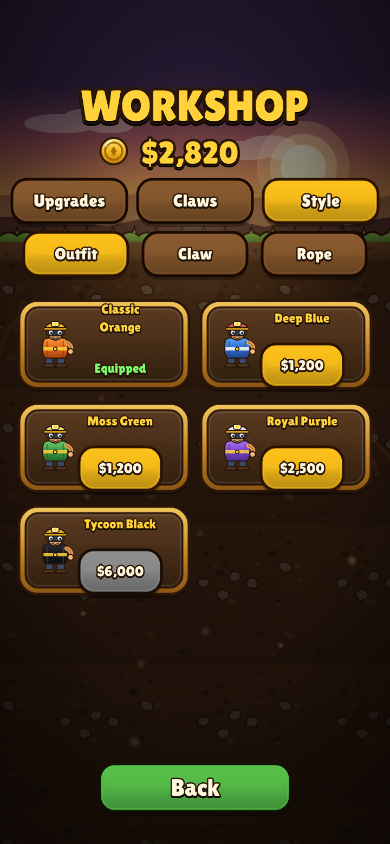 WORKSHOP
$2,820
Upgrades
Claws
Style
Outfit
Claw
Rope
Classic
Orange
Equipped
Deep Blue
$1,200
Moss Green
$1,200
Royal Purple
$2,500
Tycoon Black
$6,000
Back